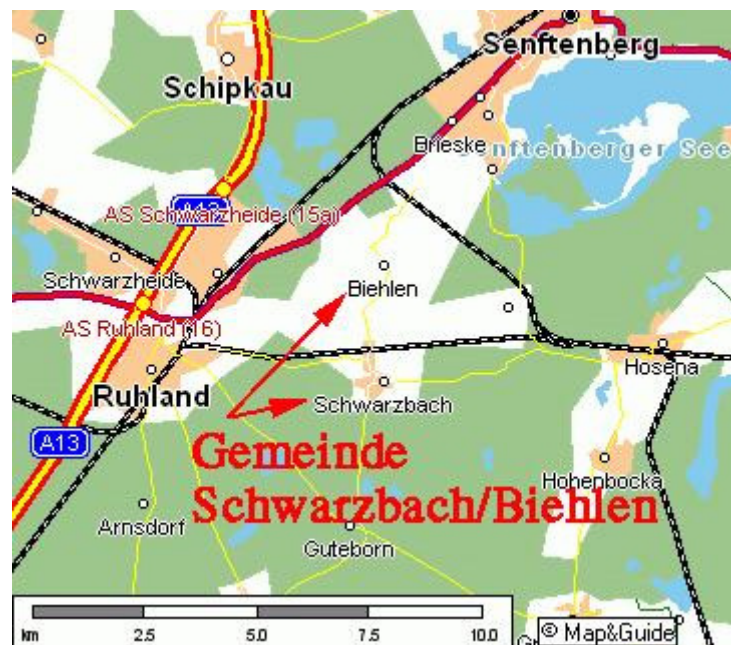 Senftenberg
Schipkau
Brieske
Senftenberger See
A13
AS Schwarzheide (15a)
Schwarzheide
Biehlen
AS Ruhland (16)
Hosena
Ruhland
Schwarzbach
A13
Gemeinde
Schwarzbach/Biehlen
Hohenbocka
Arnsdorf
Guteborn
km 2.5 5.0 7.5 10.0
© Map&Guide